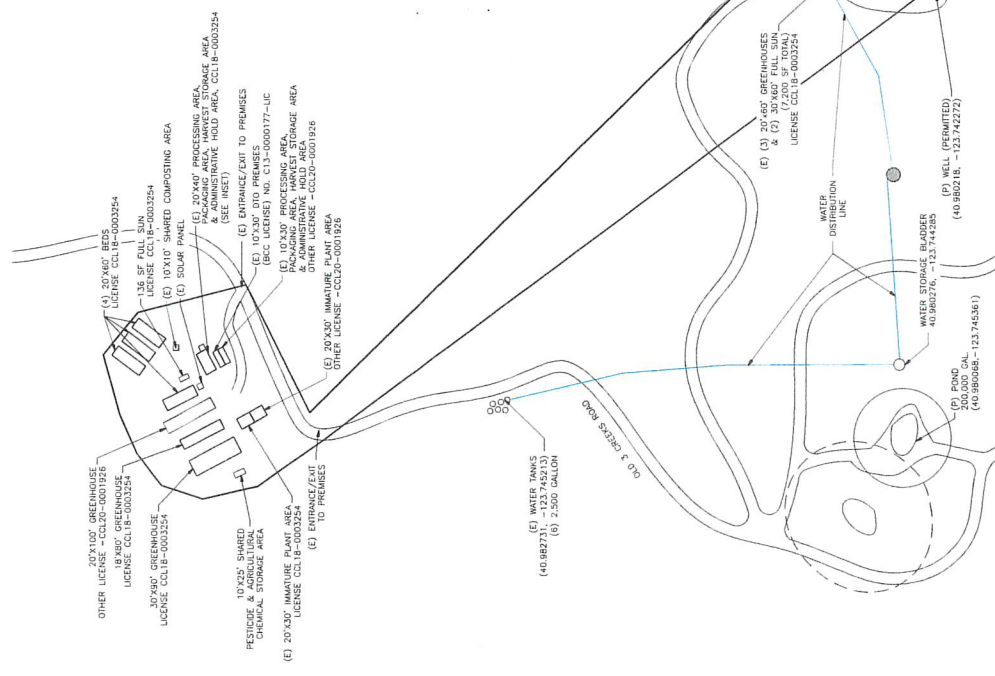 (4) 20'X60' BEDS
LICENSE CCL18-0003254
136 SF FULL SUN
LICENSE CCL18-0003254
(E) 10'X10' SHARED COMPOSTING AREA
(E) SOLAR PANEL
(E) 20'X40' PROCESSING AREA,
PACKAGING AREA, HARVEST STORAGE AREA
& ADMINISTRATIVE HOLD AREA, CCL18-0003254
(SEE INSET)
(E) ENTRANCE/EXIT TO PREMISES
(E) 10'X30' DTO PREMISES
(BCC LICENSE) NO. C13-0000177-LIC
(E) 10'X30' PROCESSING AREA,
PACKAGING AREA, HARVEST STORAGE AREA
& ADMINISTRATIVE HOLD AREA
OTHER LICENSE -CCL20-0001926
(E) 20'X30' IMMATURE PLANT AREA
OTHER LICENSE -CCL20-0001926
20'X100' GREENHOUSE
OTHER LICENSE -CCL20-0001926
18'X80' GREENHOUSE
LICENSE CCL18-0003254
30'X90' GREENHOUSE
LICENSE CCL18-0003254
10'X25' SHARED
PESTICIDE & AGRICULTURAL
CHEMICAL STORAGE AREA
(E) 20'X30' IMMATURE PLANT AREA
LICENSE CCL18-0003254
(E) ENTRANCE/EXIT
TO PREMISES
(E) WATER TANKS
(40.982731, -123.745213)
(6) 2,500 GALLON
OLD 3 CREEKS ROAD
(E) (3) 20'x60' GREENHOUSES
& (2) 30'X60' FULL SUN
(7,200 SF TOTAL)
LICENSE CCL18-0003254
WATER
DISTRIBUTION
LINE
(P) WELL (PERMITTED)
(40.980218, -123.742272)
WATER STORAGE BLADDER
40.980276, -123.744285
(P) POND
200,000 GAL.
(40.980068,-123.745361)